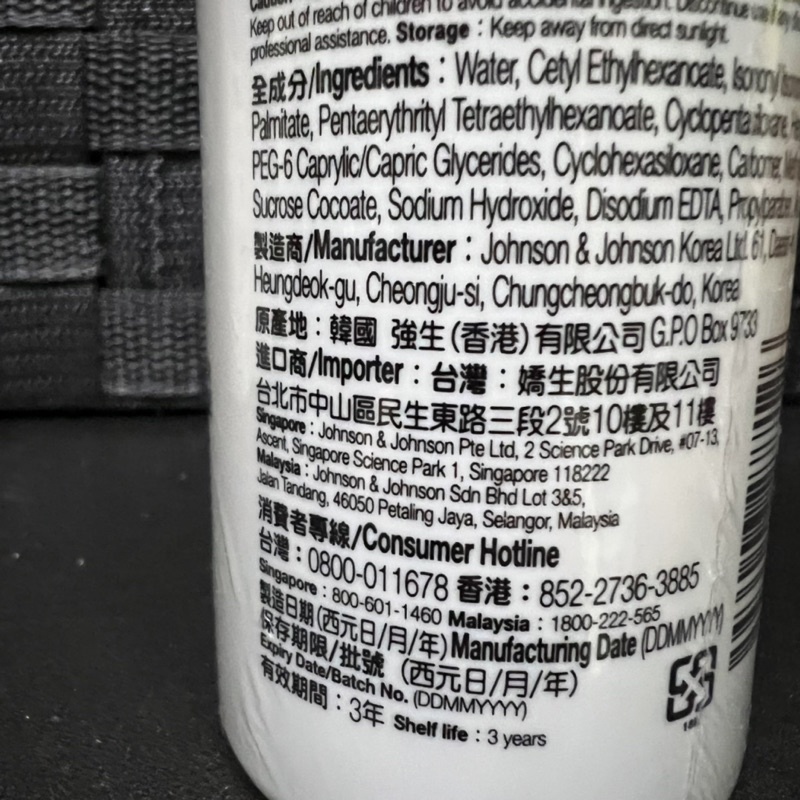 Keep out of reach of children to avoid accidental ingestion. Discontinue use if any
professional assistance. Storage : Keep away from direct sunlight.
全成分/Ingredients : Water, Cetyl Ethylhexanoate, Isononyl
Palmitate, Pentaerythrityl Tetraethylhexanoate, Cyclopentasiloxane,
PEG-6 Caprylic/Capric Glycerides, Cyclohexasiloxane, Carbomer,
Sucrose Cocoate, Sodium Hydroxide, Disodium EDTA, Propylparaben,
製造商/Manufacturer : Johnson & Johnson Korea Ltd. 61,
Heungdeok-gu, Cheongju-si, Chungcheongbuk-do, Korea
原產地 : 韓國 強生(香港)有限公司 G.P.O Box 9733
進口商/Importer : 台灣 : 嬌生股份有限公司
台北市中山區民生東路三段2號10樓及11樓
Singapore : Johnson & Johnson Pte Ltd, 2 Science Park Drive, #07-13,
Ascent, Singapore Science Park 1, Singapore 118222
Malaysia : Johnson & Johnson Sdn Bhd Lot 3&5,
Jalan Tandang, 46050 Petaling Jaya, Selangor, Malaysia
消費者專線/Consumer Hotline
台灣 : 0800-011678 香港 : 852-2736-3885
Singapore : 800-601-1460 Malaysia : 1800-222-565
製造日期(西元日/月/年)Manufacturing Date (DDMMYYYY)
保存期限/批號 (西元日/月/年)
Expiry Date/Batch No. (DDMMYYYY)
有效期間 : 3年 Shelf life : 3 years